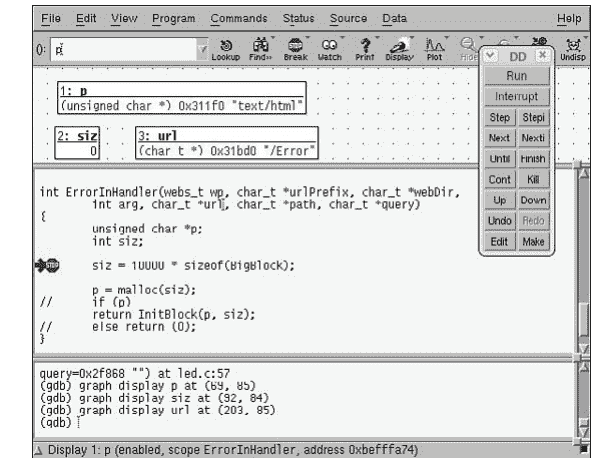 File Edit View Program Commands Status Source Data Help
(): p
Lookup Find» Break Watch Print Display Plot Hide Undisp
DD
Run
Interrupt
Step Stepi
Next Nexti
Until Finish
Cont Kill
Up Down
Undo Redo
Edit Make
1: p
(unsigned char *) 0x311f0 "text/html"
2: siz
0
3: url
(char_t *) 0x31bd0 "/Error"
int ErrorInHandler(webs_t wp, char_t *urlPrefix, char_t *webDir,
int arg, char_t *url, char_t *path, char_t *query)
{
unsigned char *p;
int siz;
STOP
siz = 10000 * sizeof(BigBlock);
p = malloc(siz);
// if (p)
return InitBlock(p, siz);
// else return (0);
}
query=0x2f868 "") at led.c:57
(gdb) graph display p at (69, 85)
(gdb) graph display siz at (92, 84)
(gdb) graph display url at (203, 85)
(gdb)
Display 1: p (enabled, scope ErrorInHandler, address 0xbefffa74)